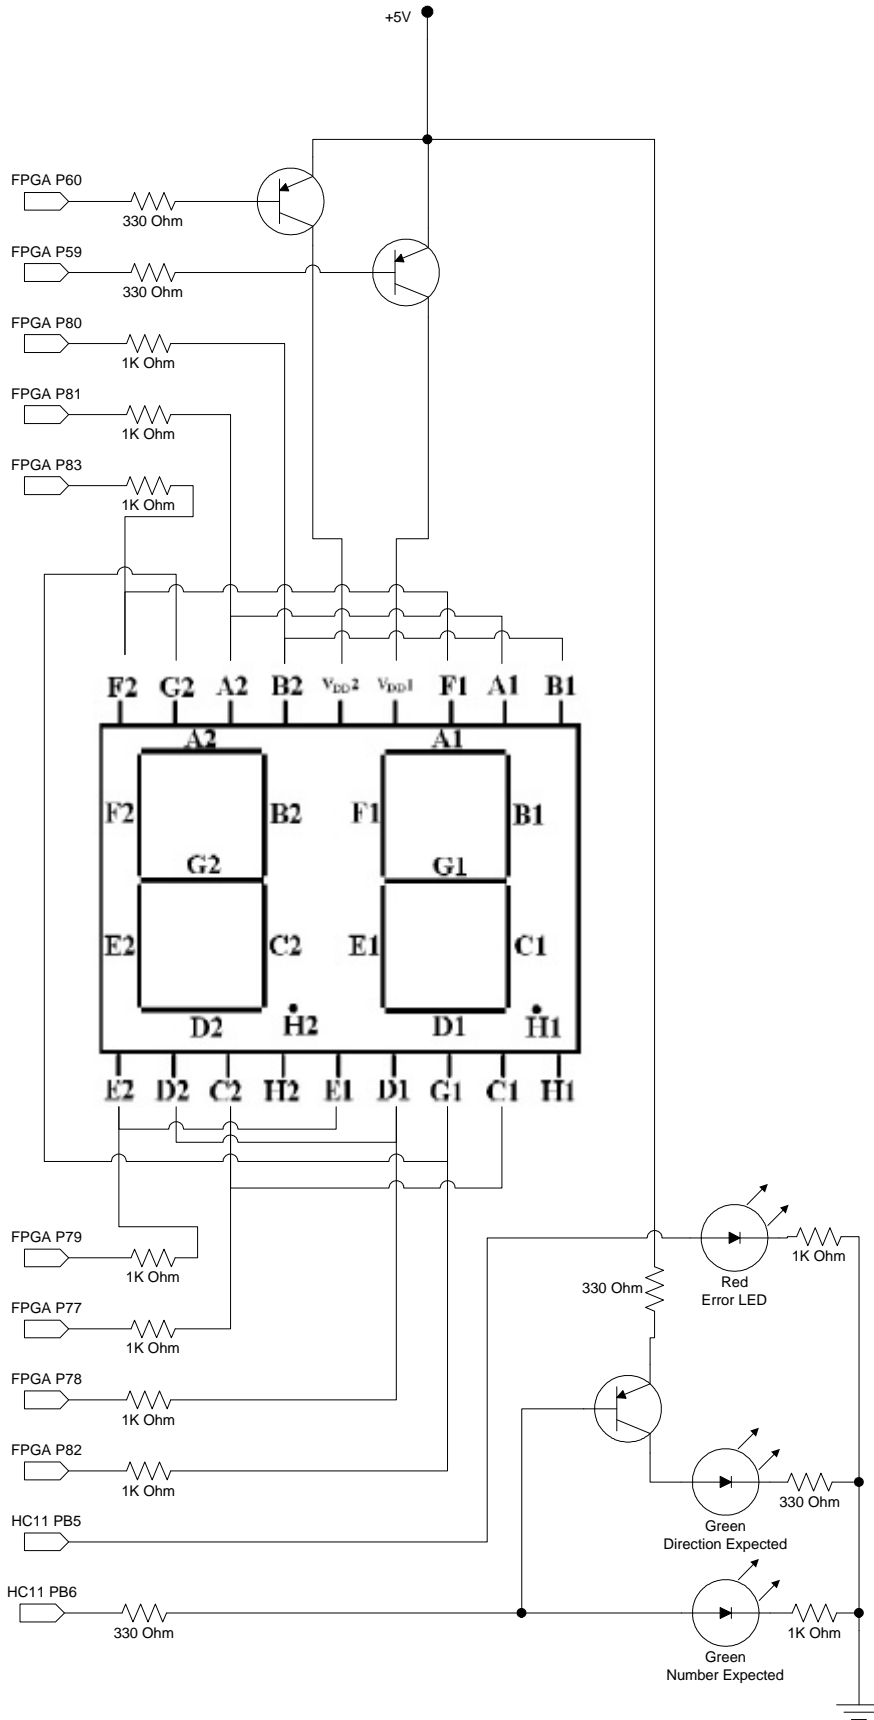 +5V
FPGA P60
330 Ohm
FPGA P59
330 Ohm
FPGA P80
1K Ohm
FPGA P81
1K Ohm
FPGA P83
1K Ohm
F2 G2 A2 B2 VDD2 VDD1 F1 A1 B1
A2 A1
F2 B2 F1 B1
G2 G1
E2 C2 E1 C1
D2 H2 D1 H1
E2 D2 C2 H2 E1 D1 G1 C1 H1
FPGA P79
1K Ohm
1K Ohm
Red
Error LED
330 Ohm
FPGA P77
1K Ohm
FPGA P78
1K Ohm
FPGA P82
1K Ohm
330 Ohm
HC11 PB5
Green
Direction Expected
HC11 PB6
330 Ohm
1K Ohm
Green
Number Expected